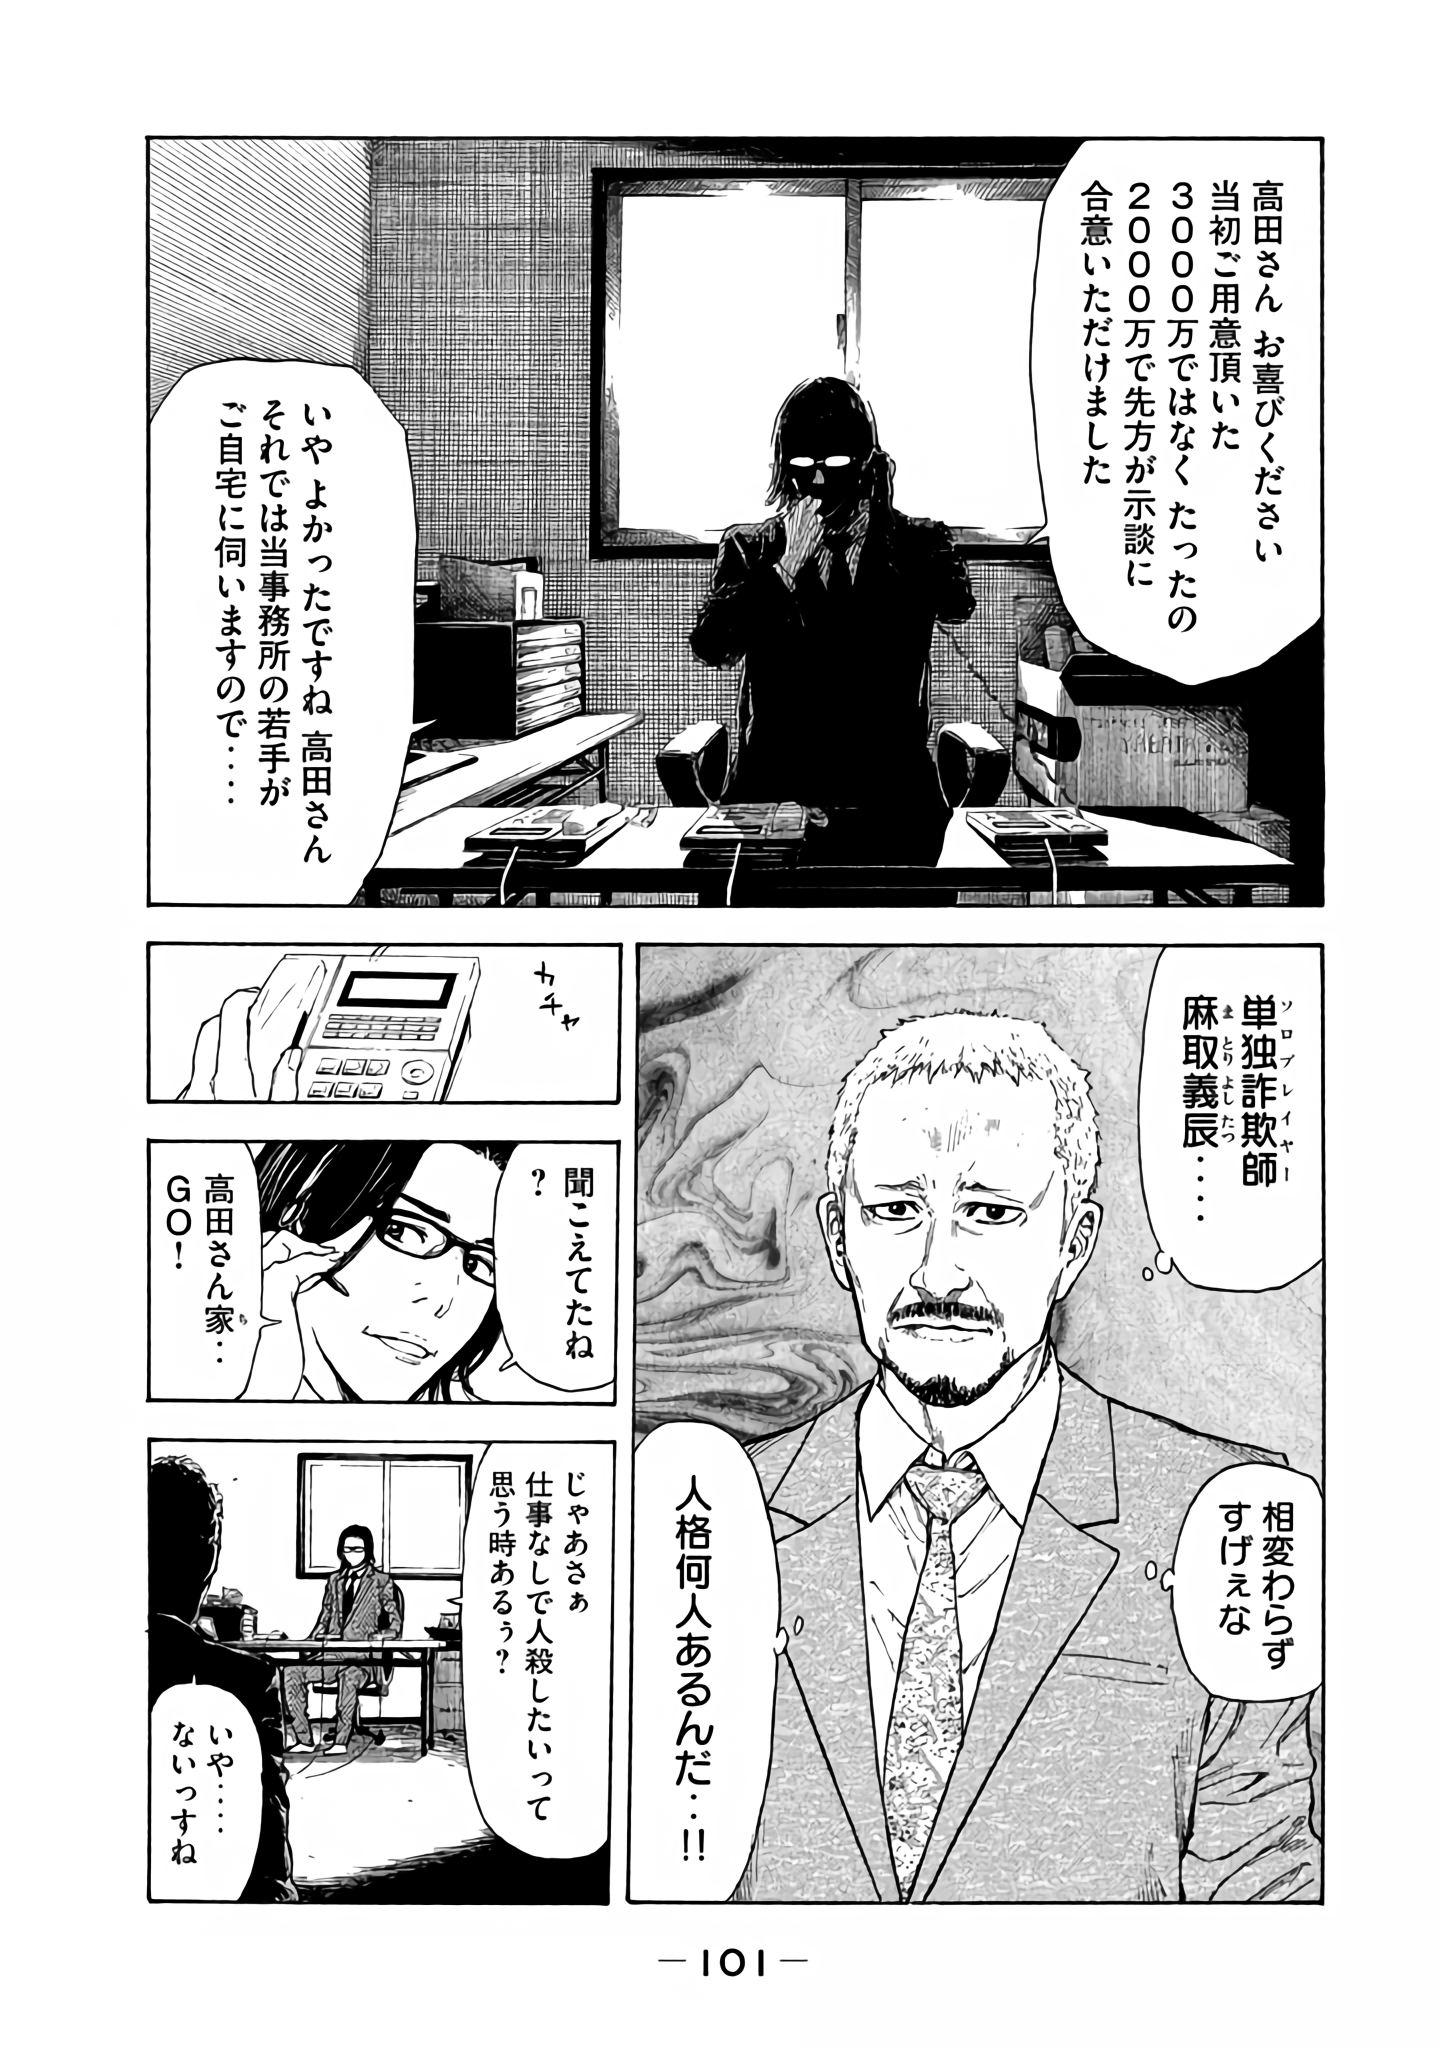 高田さん お喜びください
当初ご用意頂いた
3000万ではなく たったの
2000万で先方が示談に
合意いただけました
いや よかったですね 高田さん
それでは当事務所の若手が
ご自宅に伺いますので‥‥
単独詐欺師
ソロプレイヤー
麻取義辰‥‥
まとりよしたつ
相変わらず
すげぇな
人格何人あるんだ‥!!
カチャ
聞こえてたね
?
高田さん家‥
ち
GO!
じゃあさぁ
仕事なしで人殺したいって
思う時あるぅ?
いや‥‥
ないっすね
—101—